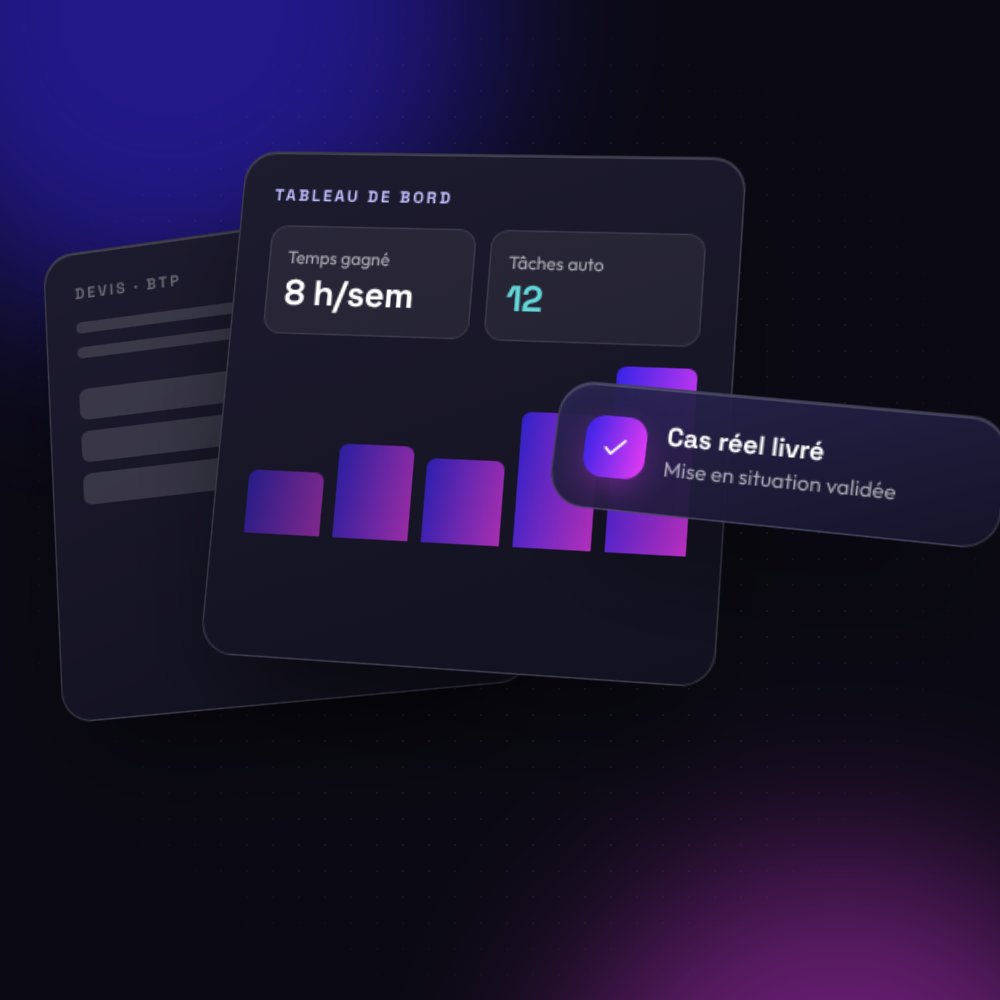 TABLEAU DE BORD
Temps gagné
8 h/sem
Tâches auto
12
DEVIS · BTP
Cas réel livré
Mise en situation validée